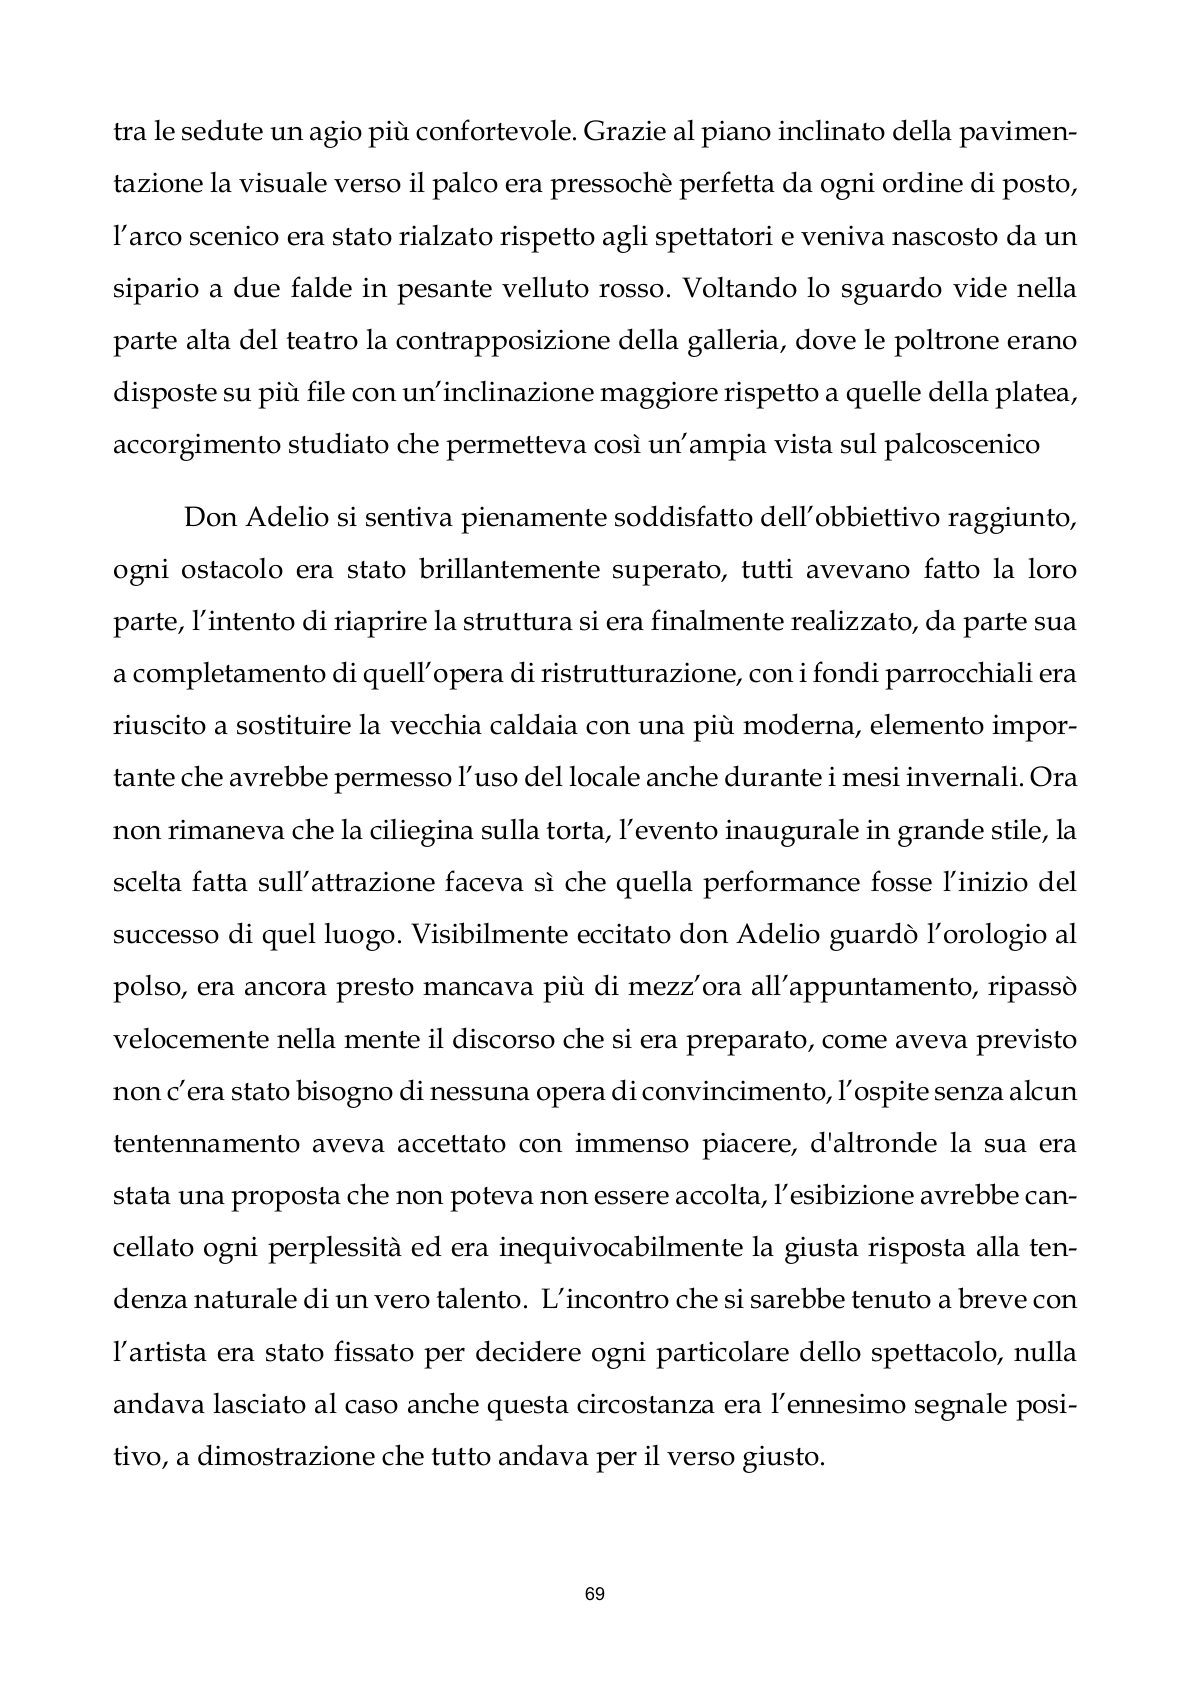 tra le sedute un agio più confortevole. Grazie al piano inclinato della pavimen-
tazione la visuale verso il palco era pressochè perfetta da ogni ordine di posto,
l’arco scenico era stato rialzato rispetto agli spettatori e veniva nascosto da un
sipario a due falde in pesante velluto rosso. Voltando lo sguardo vide nella
parte alta del teatro la contrapposizione della galleria, dove le poltrone erano
disposte su più file con un’inclinazione maggiore rispetto a quelle della platea,
accorgimento studiato che permetteva così un’ampia vista sul palcoscenico
Don Adelio si sentiva pienamente soddisfatto dell’obbiettivo raggiunto,
ogni ostacolo era stato brillantemente superato, tutti avevano fatto la loro
parte, l’intento di riaprire la struttura si era finalmente realizzato, da parte sua
a completamento di quell’opera di ristrutturazione, con i fondi parrocchiali era
riuscito a sostituire la vecchia caldaia con una più moderna, elemento impor-
tante che avrebbe permesso l’uso del locale anche durante i mesi invernali. Ora
non rimaneva che la ciliegina sulla torta, l’evento inaugurale in grande stile, la
scelta fatta sull’attrazione faceva sì che quella performance fosse l’inizio del
successo di quel luogo. Visibilmente eccitato don Adelio guardò l’orologio al
polso, era ancora presto mancava più di mezz’ora all’appuntamento, ripassò
velocemente nella mente il discorso che si era preparato, come aveva previsto
non c’era stato bisogno di nessuna opera di convincimento, l’ospite senza alcun
tentennamento aveva accettato con immenso piacere, d'altronde la sua era
stata una proposta che non poteva non essere accolta, l’esibizione avrebbe can-
cellato ogni perplessità ed era inequivocabilmente la giusta risposta alla ten-
denza naturale di un vero talento.  L’incontro che si sarebbe tenuto a breve con
l’artista era stato fissato per decidere ogni particolare dello spettacolo, nulla
andava lasciato al caso anche questa circostanza era l’ennesimo segnale posi-
tivo, a dimostrazione che tutto andava per il verso giusto.
69